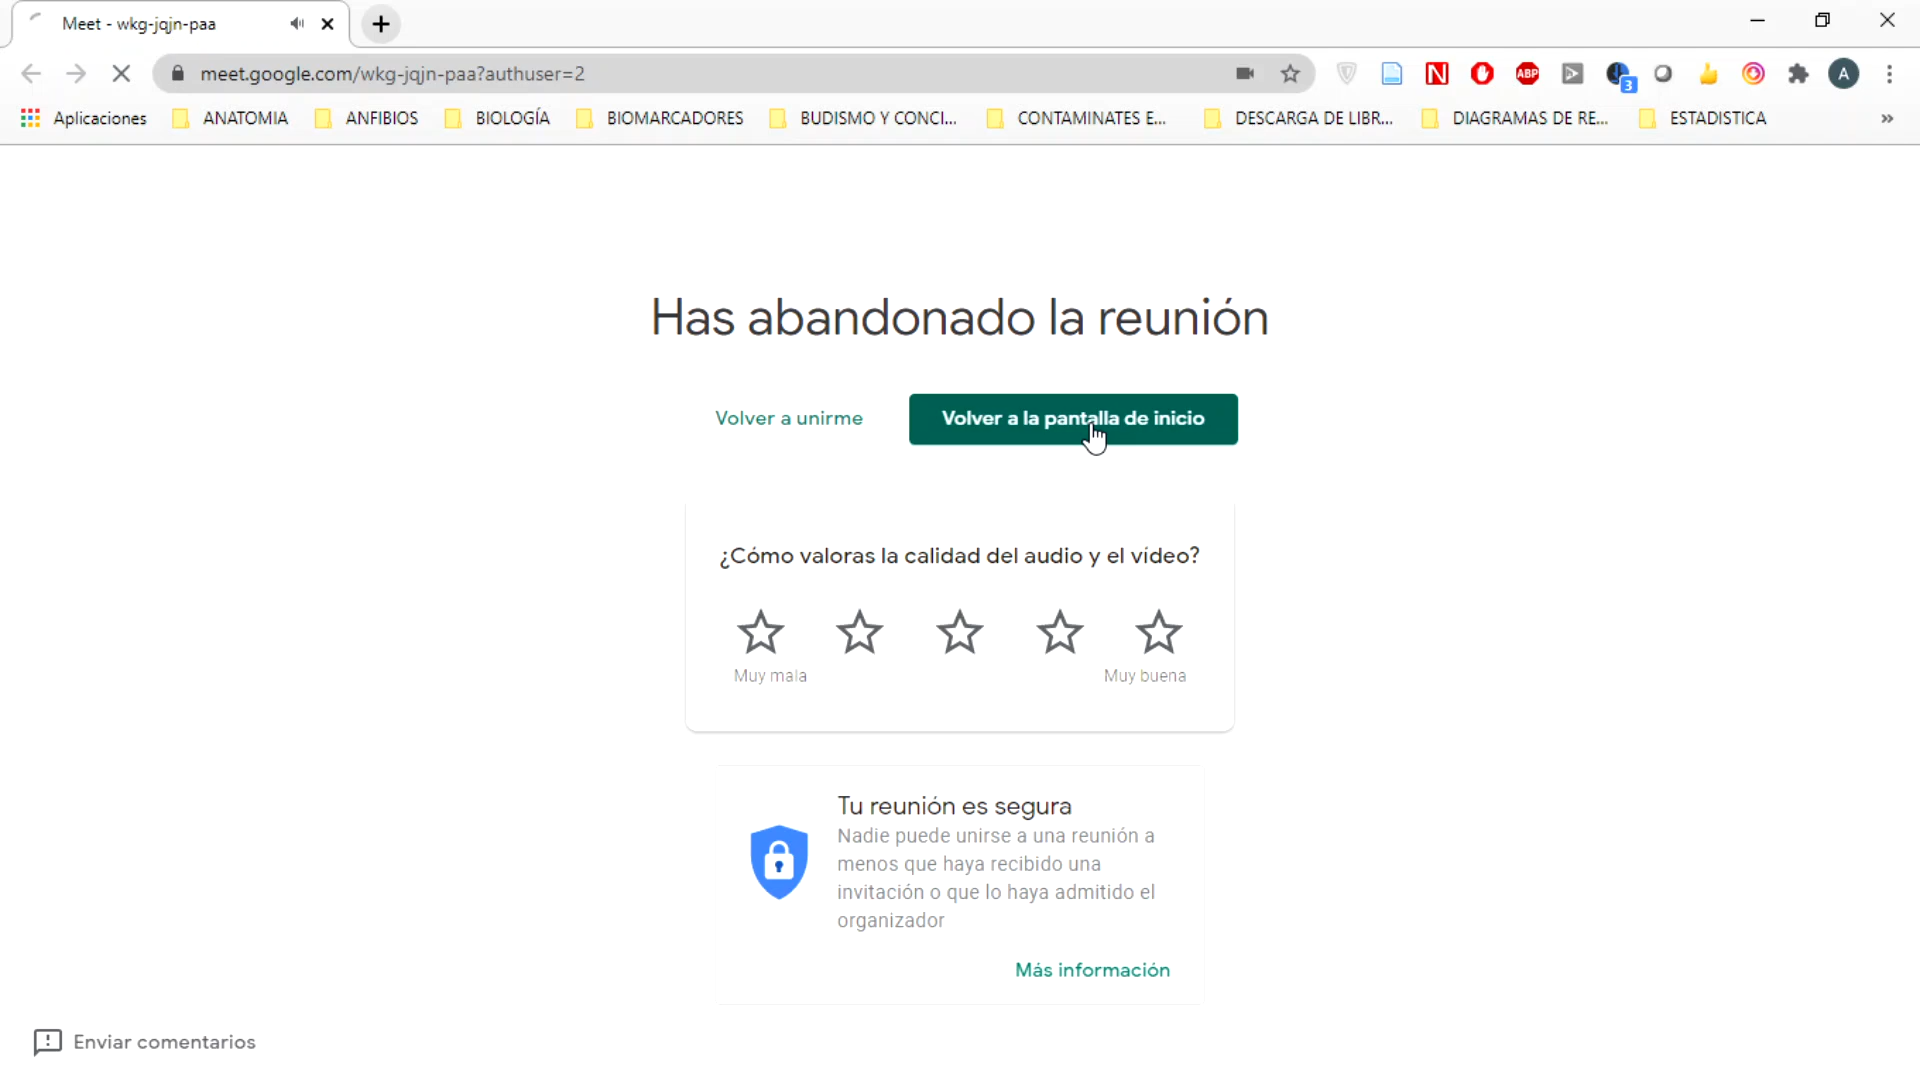 Meet - wkg-jqjn-paa
meet.google.com/wkg-jqjn-paa?authuser=2
ABP
3
A
Aplicaciones ANATOMIA ANFIBIOS BIOLOGÍA BIOMARCADORES BUDISMO Y CONCI... CONTAMINATES E... DESCARGA DE LIBR... DIAGRAMAS DE RE... ESTADISTICA »
Has abandonado la reunión
Volver a unirme Volver a la pantalla de inicio
¿Cómo valoras la calidad del audio y el vídeo?
Muy mala Muy buena
Tu reunión es segura
Nadie puede unirse a una reunión a
menos que haya recibido una
invitación o que lo haya admitido el
organizador
Más información
Enviar comentarios